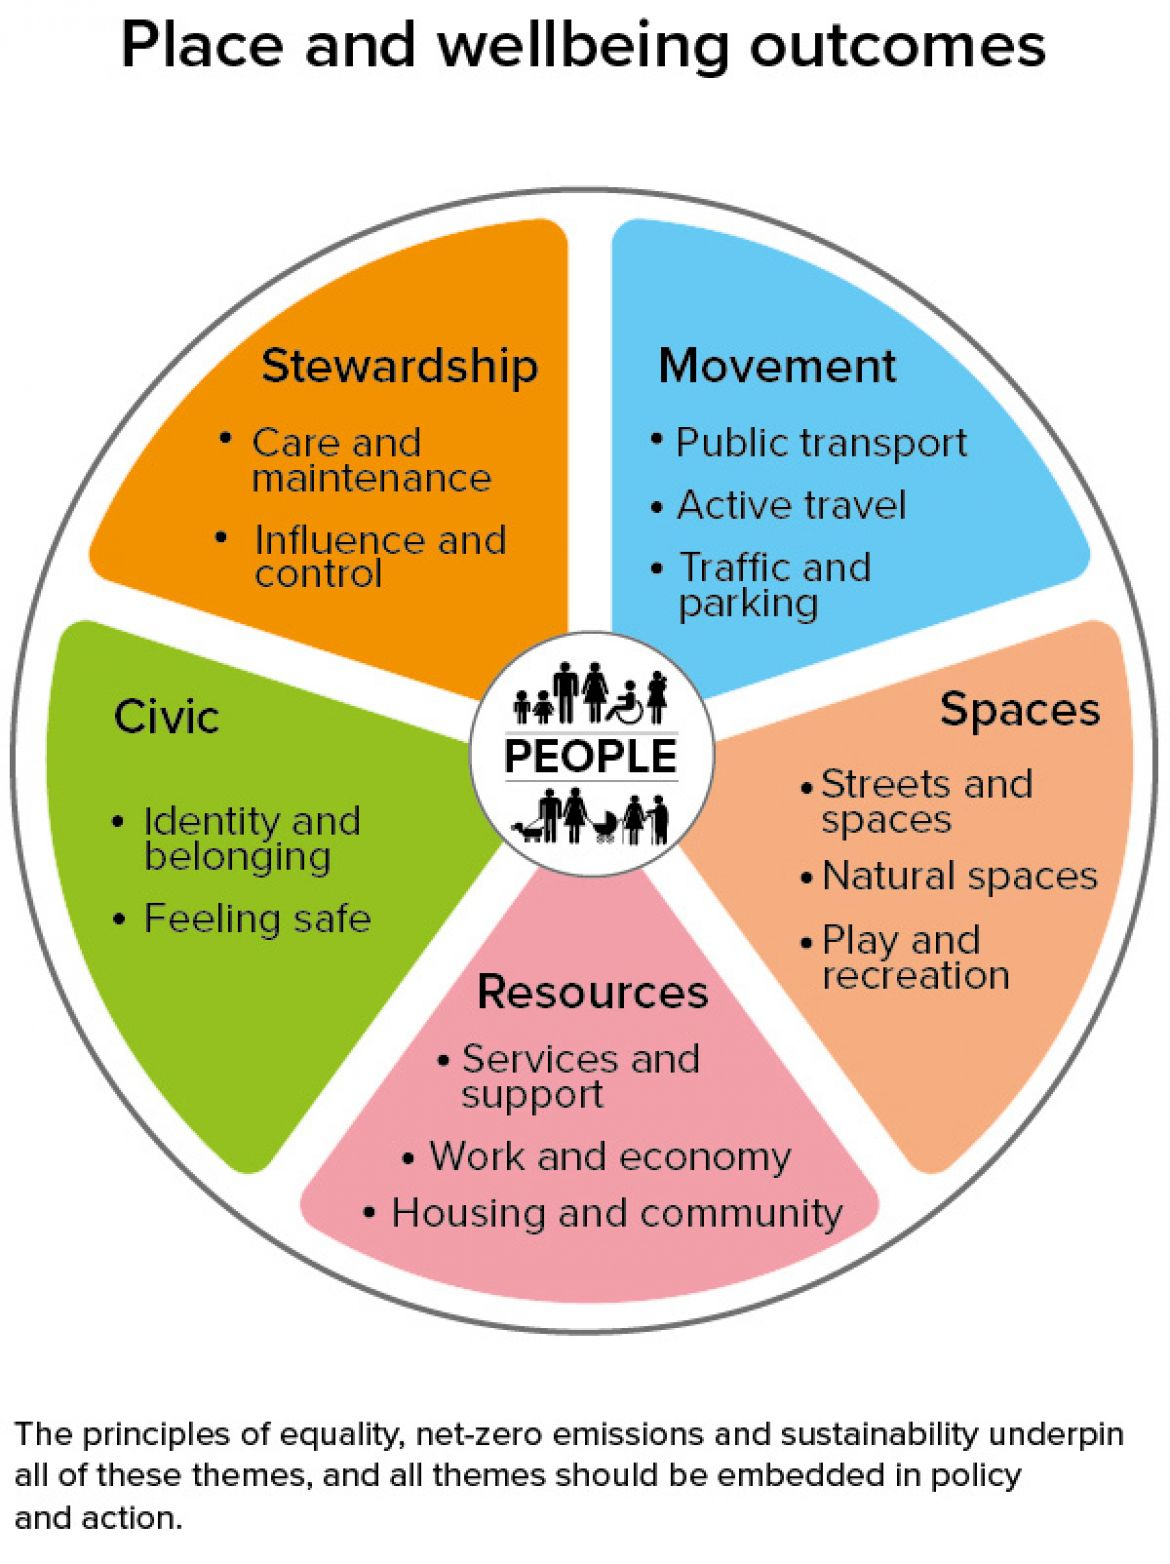 Place and wellbeing outcomes
Stewardship
• Care and
maintenance
• Influence and
control
Movement
• Public transport
• Active travel
• Traffic and
parking
Spaces
• Streets and
spaces
• Natural spaces
• Play and
recreation
Resources
• Services and
support
• Work and economy
• Housing and community
Civic
• Identity and
belonging
• Feeling safe
PEOPLE
The principles of equality, net-zero emissions and sustainability underpin
all of these themes, and all themes should be embedded in policy
and action.